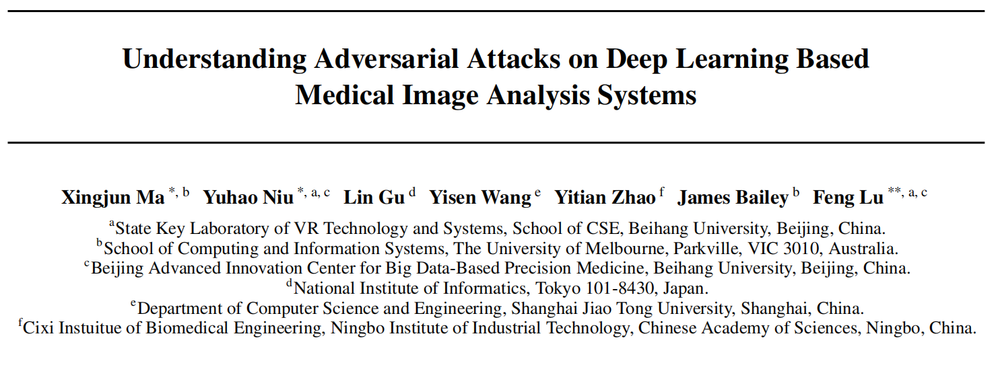 Understanding Adversarial Attacks on Deep Learning Based
Medical Image Analysis Systems
Xingjun Ma *, b Yuhao Niu *, a, c Lin Gu d Yisen Wang e Yitian Zhao f James Bailey b Feng Lu **, a, c
a State Key Laboratory of VR Technology and Systems, School of CSE, Beihang University, Beijing, China.
b School of Computing and Information Systems, The University of Melbourne, Parkville, VIC 3010, Australia.
c Beijing Advanced Innovation Center for Big Data-Based Precision Medicine, Beihang University, Beijing, China.
d National Institute of Informatics, Tokyo 101-8430, Japan.
e Department of Computer Science and Engineering, Shanghai Jiao Tong University, Shanghai, China.
f Cixi Instuitue of Biomedical Engineering, Ningbo Institute of Industrial Technology, Chinese Academy of Sciences, Ningbo, China.